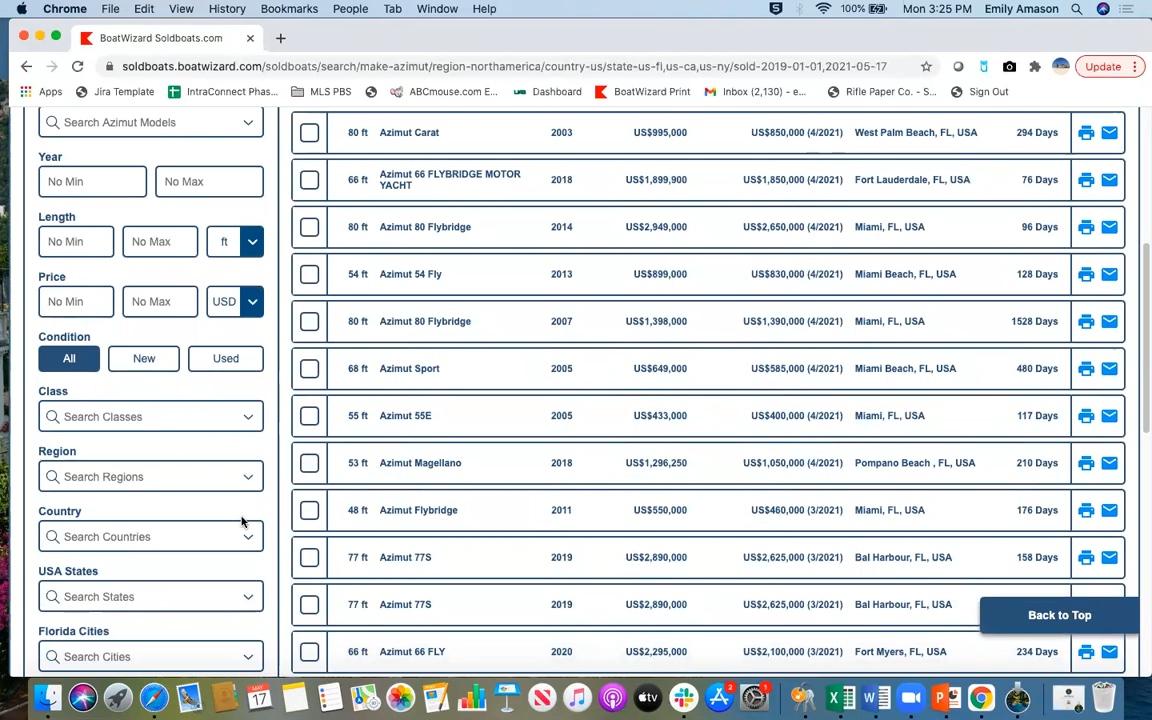 Chrome File Edit View History Bookmarks People Tab Window Help 100% Mon 3:25 PM Emily Amason
BoatWizard Soldboats.com
soldboats.boatwizard.com/soldboats/search/make-azimut/region-northamerica/country-us/state-us-fl,us-ca,us-ny/sold-2019-01-01,2021-05-17 Update
Apps Jira Template IntraConnect Phas... MLS PBS ABCmouse.com E... Dashboard BoatWizard Print Inbox (2,130) - e... Rifle Paper Co. - S... Sign Out
Search Azimut Models
Year
No Min No Max
Length
No Min No Max ft
Price
No Min No Max USD
Condition
All New Used
Class
Search Classes
Region
Search Regions
Country
Search Countries
USA States
Search States
Florida Cities
Search Cities
80 ft Azimut Carat 2003 US$995,000 US$850,000 (4/2021) West Palm Beach, FL, USA 294 Days
66 ft Azimut 66 FLYBRIDGE MOTOR
YACHT 2018 US$1,899,900 US$1,850,000 (4/2021) Fort Lauderdale, FL, USA 76 Days
80 ft Azimut 80 Flybridge 2014 US$2,949,000 US$2,650,000 (4/2021) Miami, FL, USA 96 Days
54 ft Azimut 54 Fly 2013 US$899,000 US$830,000 (4/2021) Miami Beach, FL, USA 128 Days
80 ft Azimut 80 Flybridge 2007 US$1,398,000 US$1,390,000 (4/2021) Miami, FL, USA 1528 Days
68 ft Azimut Sport 2005 US$649,000 US$585,000 (4/2021) Miami Beach, FL, USA 480 Days
55 ft Azimut 55E 2005 US$433,000 US$400,000 (4/2021) Miami, FL, USA 117 Days
53 ft Azimut Magellano 2018 US$1,296,250 US$1,050,000 (4/2021) Pompano Beach , FL, USA 210 Days
48 ft Azimut Flybridge 2011 US$550,000 US$460,000 (3/2021) Miami, FL, USA 176 Days
77 ft Azimut 77S 2019 US$2,890,000 US$2,625,000 (3/2021) Bal Harbour, FL, USA 158 Days
77 ft Azimut 77S 2019 US$2,890,000 US$2,625,000 (3/2021) Bal Harbour, FL, USA
Back to Top
66 ft Azimut 66 FLY 2020 US$2,295,000 US$2,100,000 (3/2021) Fort Myers, FL, USA 234 Days
MAY
17
tv
2
1